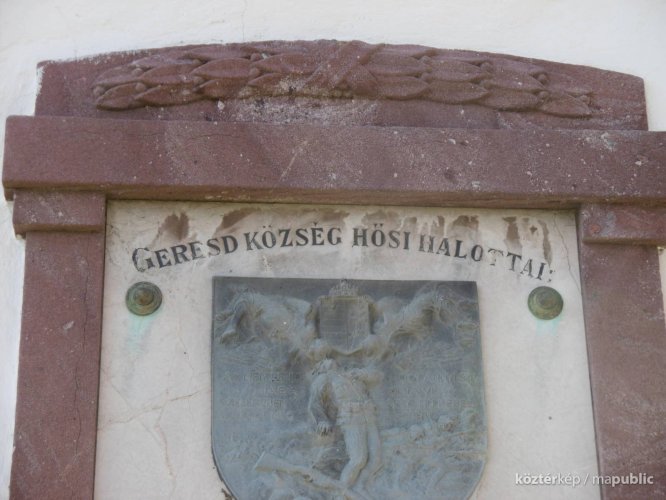 GERESD KÖZSÉG HŐSI HALOTTAI:
köztérkép / mapublic